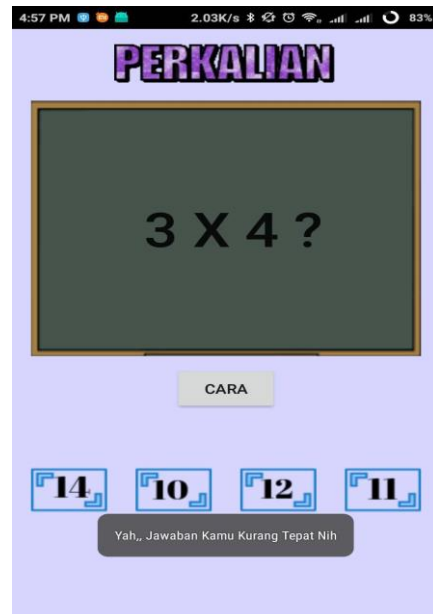 4:57 PM 2.03K/s 83%
PERKALIAN
3 X 4 ?
CARA
14 10 12 11
Yah,, Jawaban Kamu Kurang Tepat Nih